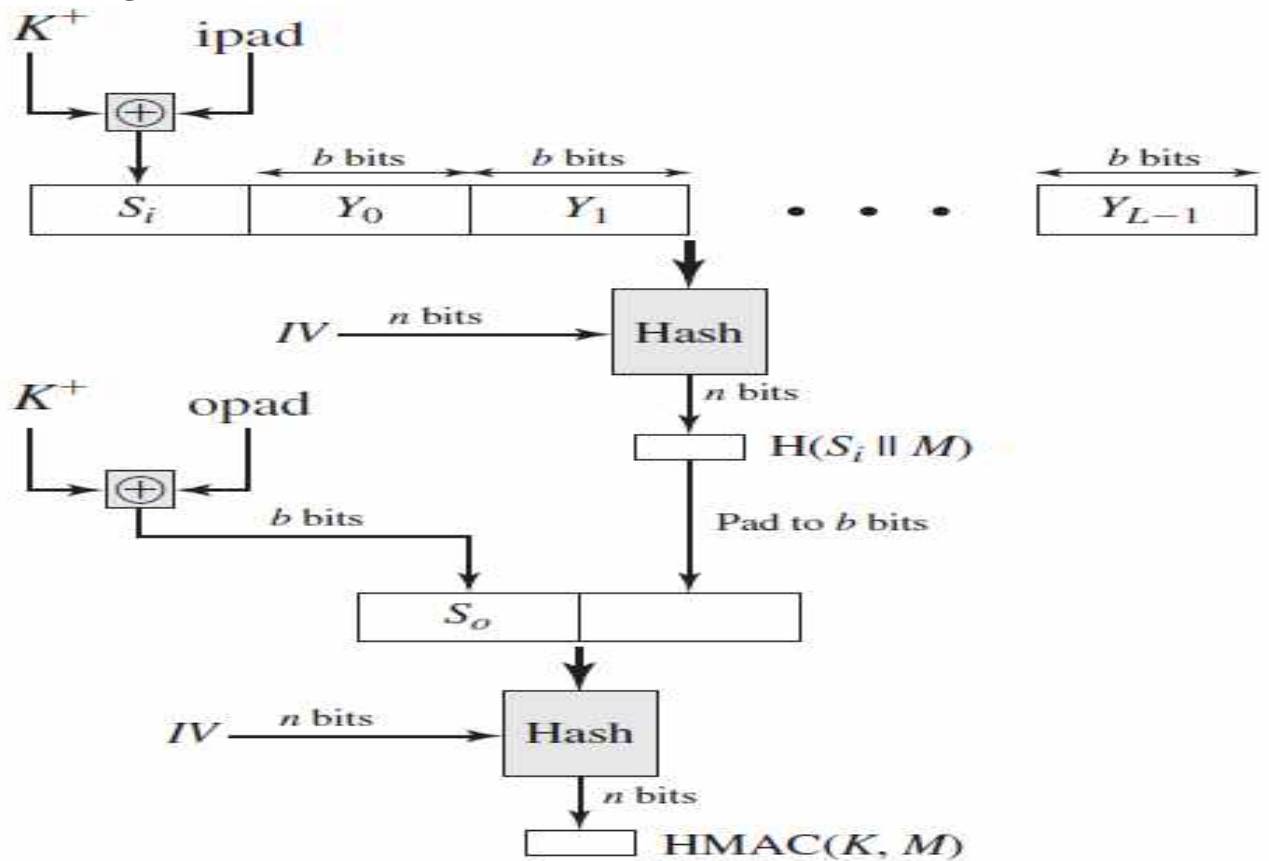 K⁺ ipad
b bits b bits b bits
Sᵢ Y₀ Y₁ • • • Y_{L−1}
IV n bits Hash
n bits
K⁺ opad
H(Sᵢ || M)
b bits
Pad to b bits
Sₒ
IV n bits Hash
n bits
HMAC(K, M)